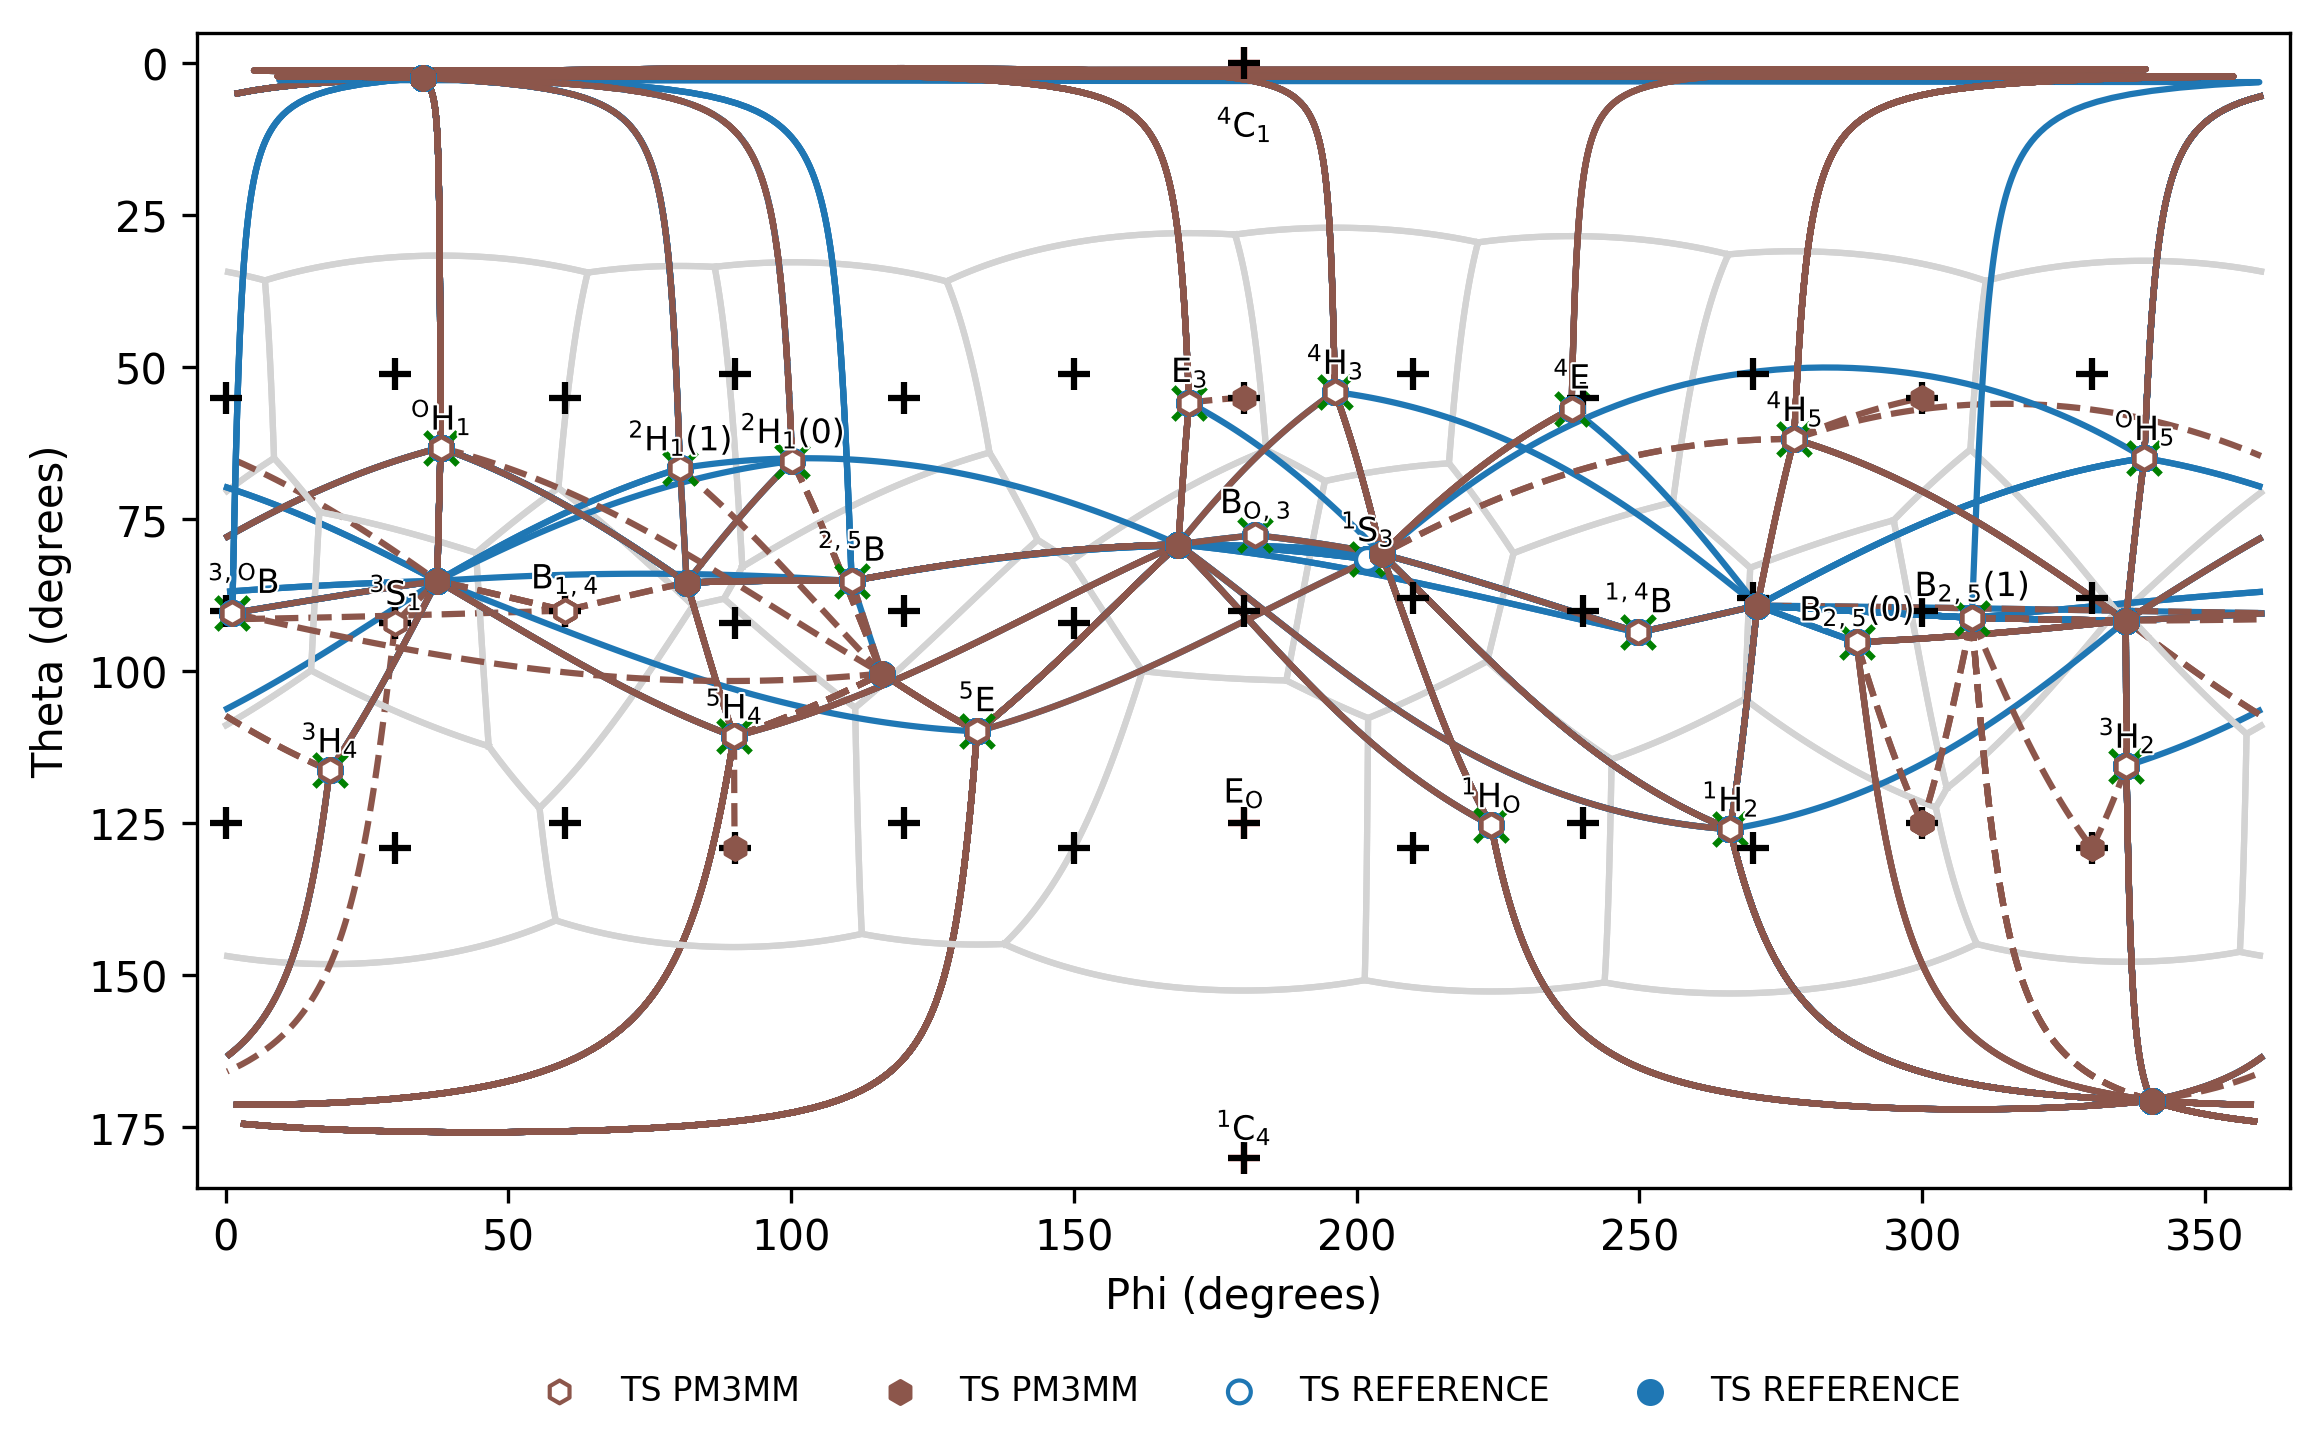 0
25
50
75
100
125
150
175
Theta (degrees)
⁴C₁
E₃
⁴H₃
⁴E
⁴H₅
ᴼH₅
ᴼH₁
²H₁(1)
²H₁(0)
B_O,3
¹S₃
²,⁵B
³,ᴼB
³S₁
B₁,₄
¹,⁴B
B₂,₅(0)
B₂,₅(1)
⁵H₄
⁵E
³H₄
³H₂
E_O
¹H_O
¹H₂
¹C₄
0 50 100 150 200 250 300 350
Phi (degrees)
TS PM3MM TS PM3MM TS REFERENCE TS REFERENCE